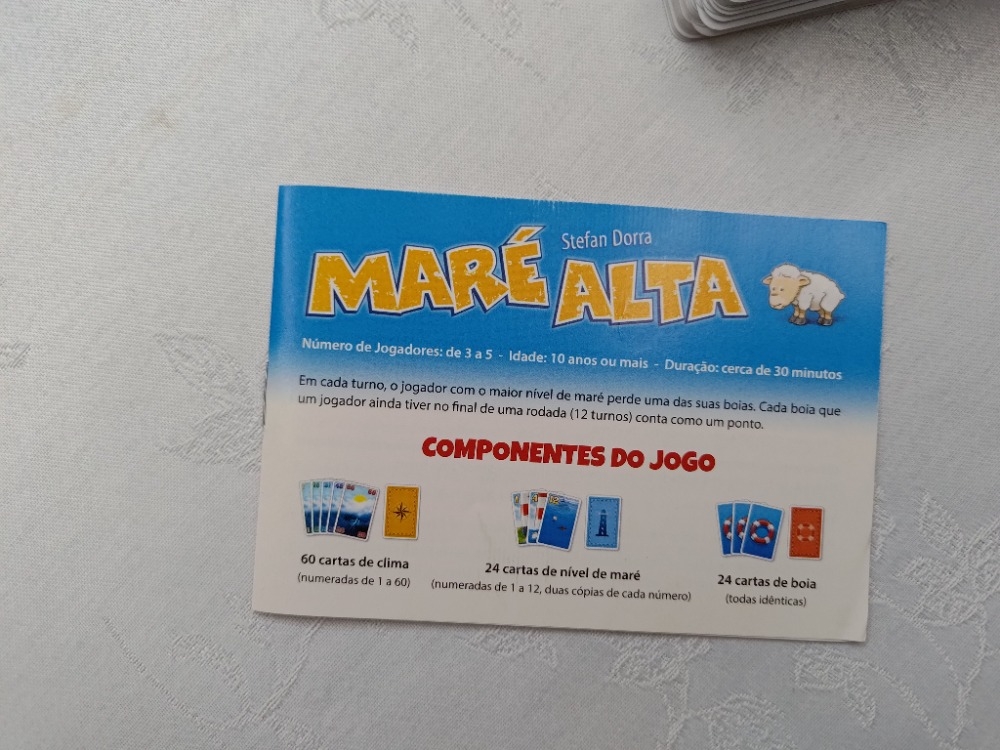 Stefan Dorra
MARÉ ALTA
Número de Jogadores: de 3 a 5 - Idade: 10 anos ou mais - Duração: cerca de 30 minutos
Em cada turno, o jogador com o maior nível de maré perde uma das suas boias. Cada boia que
um jogador ainda tiver no final de uma rodada (12 turnos) conta como um ponto.
COMPONENTES DO JOGO
60 cartas de clima
(numeradas de 1 a 60)
24 cartas de nível de maré
(numeradas de 1 a 12, duas cópias de cada número)
24 cartas de boia
(todas idênticas)